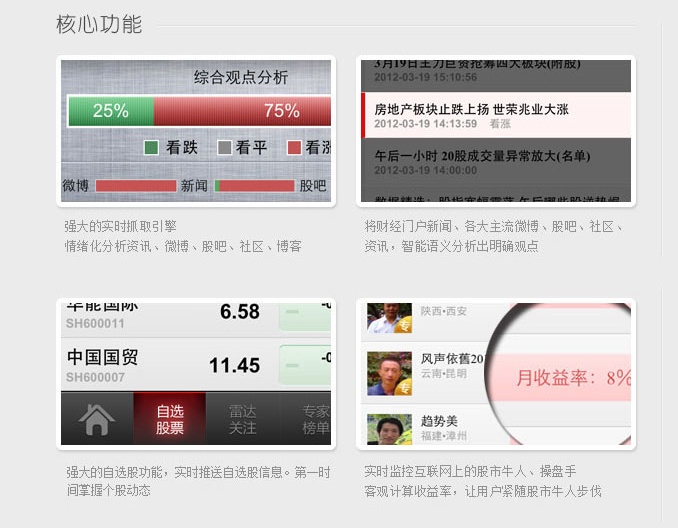 核心功能
综合观点分析
25% 75%
看跌 看平 看涨
微博 新闻 股吧
强大的实时抓取引擎
情绪化分析资讯、微博、股吧、社区、博客
3月19日主力巨资抢筹四大板块(附股)
2012-03-19 15:10:56
房地产板块止跌上扬 世荣兆业大涨
2012-03-19 14:13:59 看涨
午后一小时 20股成交量异常放大(名单)
2012-03-19 14:00:00
将财经门户新闻、各大主流微博、股吧、社区、
资讯，智能语义分析出明确观点
华能国际 6.58
SH600011
中国国贸 11.45
SH600007
自选 雷达 专家
股票 关注 榜单
强大的自选股功能，实时推送自选股信息。第一时
间掌握个股动态
陕西•西安
专
风声依舊20
云南•昆明
专
月收益率：8%
趋势美
福建•漳州
实时监控互联网上的股市牛人、操盘手
客观计算收益率，让用户紧随股市牛人步伐